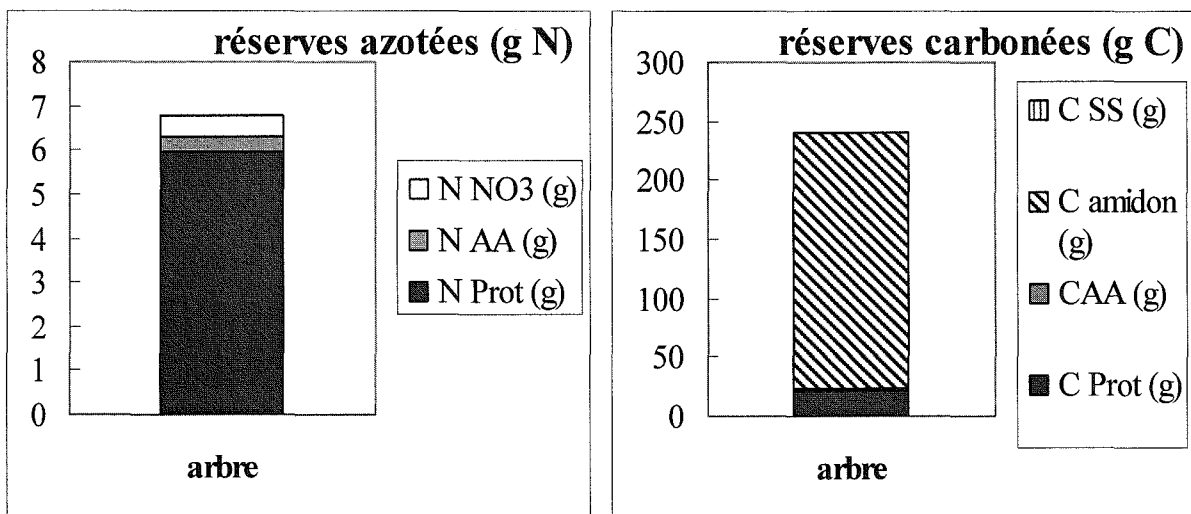 réserves azotées (g N)
8
7
6
5
4
3
2
1
0
arbre
N NO3 (g)
N AA (g)
N Prot (g)
réserves carbonées (g C)
300
250
200
150
100
50
0
arbre
C SS (g)
C amidon
(g)
CAA (g)
C Prot (g)